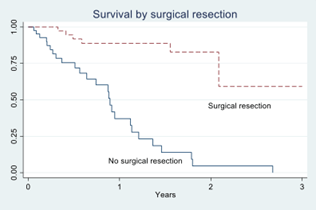 Survival by surgical resection
1.00
0.75
0.50
0.25
0.00
Surgical resection
No surgical resection
0
1
2
3
Years